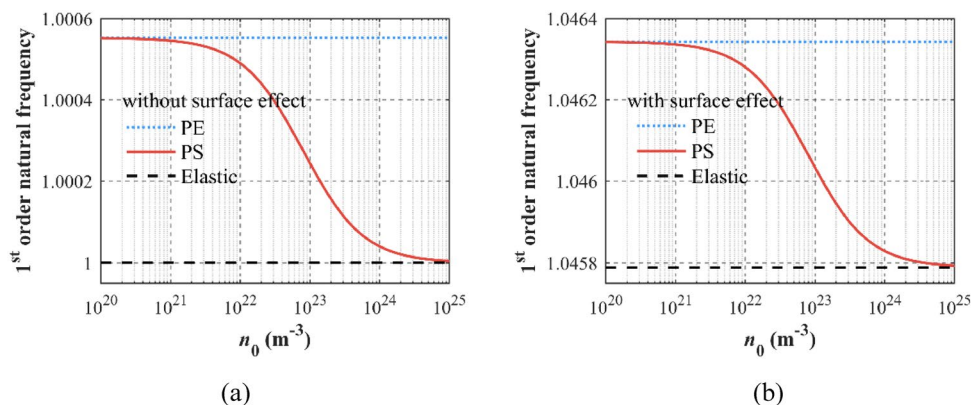 1.0006
1.0004
1.0002
1
1st order natural frequency
without surface effect
PE
PS
Elastic
10^20 10^21 10^22 10^23 10^24 10^25
n_0 (m^-3)
(a)
1.0464
1.0462
1.046
1.0458
1st order natural frequency
with surface effect
PE
PS
Elastic
10^20 10^21 10^22 10^23 10^24 10^25
n_0 (m^-3)
(b)